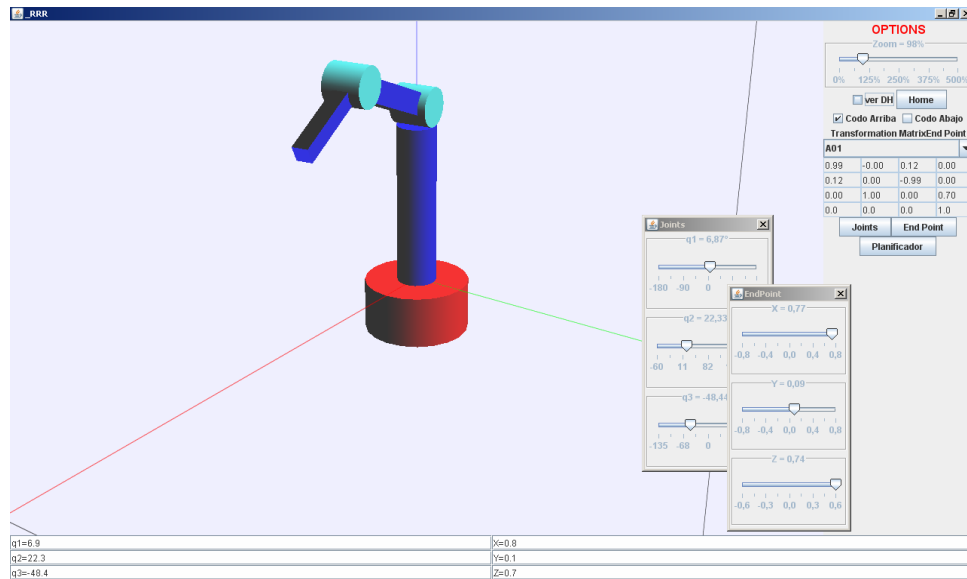 _RRR
OPTIONS
Zoom = 98%
0% 125% 250% 375% 500%
ver DH Home
Codo Arriba Codo Abajo
Transformation MatrixEnd Point
A01
0.99 -0.00 0.12 0.00
0.12 0.00 -0.99 0.00
0.00 1.00 0.00 0.70
0.0 0.0 0.0 1.0
Joints End Point
Planificador
Joints
q1 = 6,87°
-180 -90 0
q2 = 22,33
-60 11 82
q3 = -48,44
-135 -68 0
EndPoint
X = 0,77
-0,8 -0,4 0,0 0,4 0,8
Y = 0,09
-0,8 -0,4 0,0 0,4 0,8
Z = 0,74
-0,6 -0,3 0,0 0,3 0,6
q1=6.9 X=0.8
q2=22.3 Y=0.1
q3=-48.4 Z=0.7